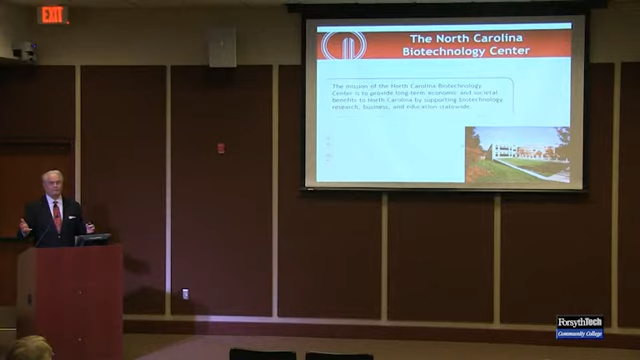 EXIT
The North Carolina
Biotechnology Center
The mission of the North Carolina Biotechnology
Center is to provide long-term economic and societal
benefits to North Carolina by supporting biotechnology
research, business, and education statewide.
ForsythTech
Community College